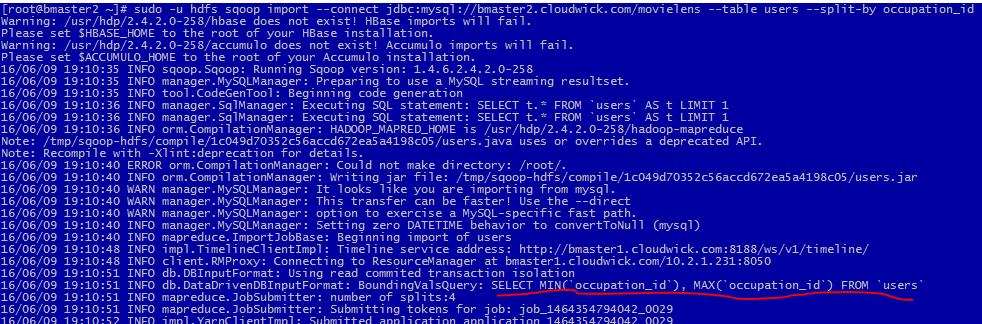 [root@bmaster2 ~]# sudo -u hdfs sqoop import --connect jdbc:mysql://bmaster2.cloudwick.com/movielens --table users --split-by occupation_id
Warning: /usr/hdp/2.4.2.0-258/hbase does not exist! HBase imports will fail.
Please set $HBASE_HOME to the root of your HBase installation.
Warning: /usr/hdp/2.4.2.0-258/accumulo does not exist! Accumulo imports will fail.
Please set $ACCUMULO_HOME to the root of your Accumulo installation.
16/06/09 19:10:35 INFO sqoop.Sqoop: Running Sqoop version: 1.4.6.2.4.2.0-258
16/06/09 19:10:35 INFO manager.MySQLManager: Preparing to use a MySQL streaming resultset.
16/06/09 19:10:35 INFO tool.CodeGenTool: Beginning code generation
16/06/09 19:10:36 INFO manager.SqlManager: Executing SQL statement: SELECT t.* FROM `users` AS t LIMIT 1
16/06/09 19:10:36 INFO manager.SqlManager: Executing SQL statement: SELECT t.* FROM `users` AS t LIMIT 1
16/06/09 19:10:36 INFO orm.CompilationManager: HADOOP_MAPRED_HOME is /usr/hdp/2.4.2.0-258/hadoop-mapreduce
Note: /tmp/sqoop-hdfs/compile/1c049d70352c56accd672ea5a4198c05/users.java uses or overrides a deprecated API.
Note: Recompile with -Xlint:deprecation for details.
16/06/09 19:10:40 ERROR orm.CompilationManager: Could not make directory: /root/.
16/06/09 19:10:40 INFO orm.CompilationManager: Writing jar file: /tmp/sqoop-hdfs/compile/1c049d70352c56accd672ea5a4198c05/users.jar
16/06/09 19:10:40 WARN manager.MySQLManager: It looks like you are importing from mysql.
16/06/09 19:10:40 WARN manager.MySQLManager: This transfer can be faster! Use the --direct
16/06/09 19:10:40 WARN manager.MySQLManager: option to exercise a MySQL-specific fast path.
16/06/09 19:10:40 INFO manager.MySQLManager: Setting zero DATETIME behavior to convertToNull (mysql)
16/06/09 19:10:40 INFO mapreduce.ImportJobBase: Beginning import of users
16/06/09 19:10:48 INFO impl.TimelineClientImpl: Timeline service address: http://bmaster1.cloudwick.com:8188/ws/v1/timeline/
16/06/09 19:10:48 INFO client.RMProxy: Connecting to ResourceManager at bmaster1.cloudwick.com/10.2.1.231:8050
16/06/09 19:10:51 INFO db.DBInputFormat: Using read commited transaction isolation
16/06/09 19:10:51 INFO db.DataDrivenDBInputFormat: BoundingValsQuery: SELECT MIN(`occupation_id`), MAX(`occupation_id`) FROM `users`
16/06/09 19:10:51 INFO mapreduce.JobSubmitter: number of splits:4
16/06/09 19:10:51 INFO mapreduce.JobSubmitter: Submitting tokens for job: job_1464354794042_0029
16/06/09 19:10:52 INFO impl.YarnClientImpl: Submitted application application_1464354794042_0029